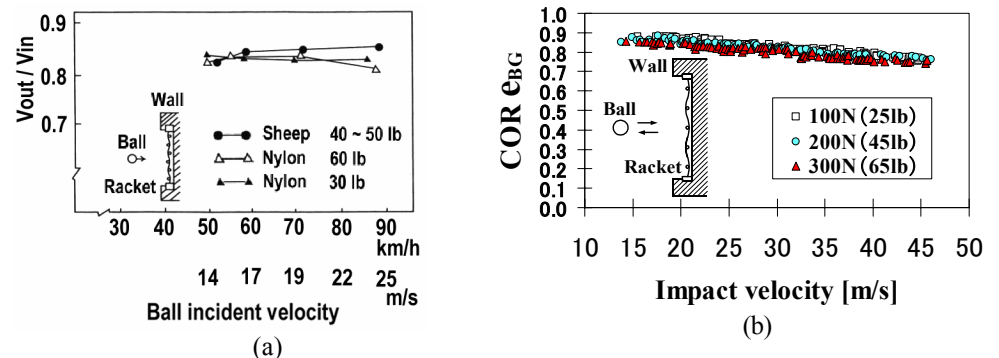 Vout / Vin
0.9
0.8
0.7
Wall
Ball
Racket
Sheep 40 ~ 50 lb
Nylon 60 lb
Nylon 30 lb
30 40 50 60 70 80 90
km/h
14 17 19 22 25
m/s
Ball incident velocity
(a)
COR eBG
1.0
0.9
0.8
0.7
0.6
0.5
0.4
0.3
0.2
0.1
0.0
Wall
Ball
Racket
100N (25lb)
200N (45lb)
300N (65lb)
10 15 20 25 30 35 40 45 50
Impact velocity [m/s]
(b)